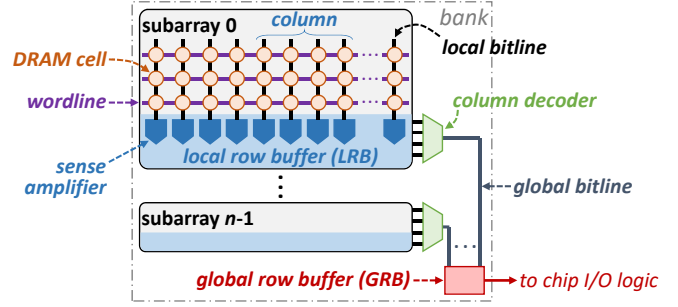 subarray 0
column
bank
local bitline
DRAM cell
wordline
column decoder
sense
amplifier
local row buffer (LRB)
global bitline
subarray n-1
global row buffer (GRB)
to chip I/O logic